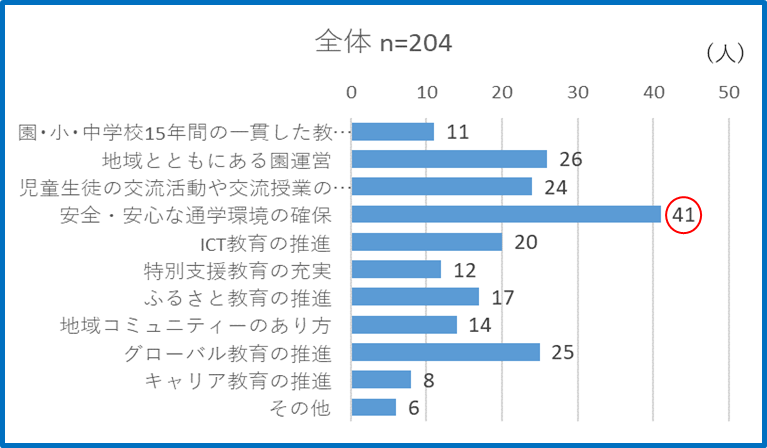 全体 n=204
（人）
0 10 20 30 40 50
園・小・中学校15年間の一貫した教… 11
地域とともにある園運営 26
児童生徒の交流活動や交流授業の… 24
安全・安心な通学環境の確保 41
ICT教育の推進 20
特別支援教育の充実 12
ふるさと教育の推進 17
地域コミュニティーのあり方 14
グローバル教育の推進 25
キャリア教育の推進 8
その他 6